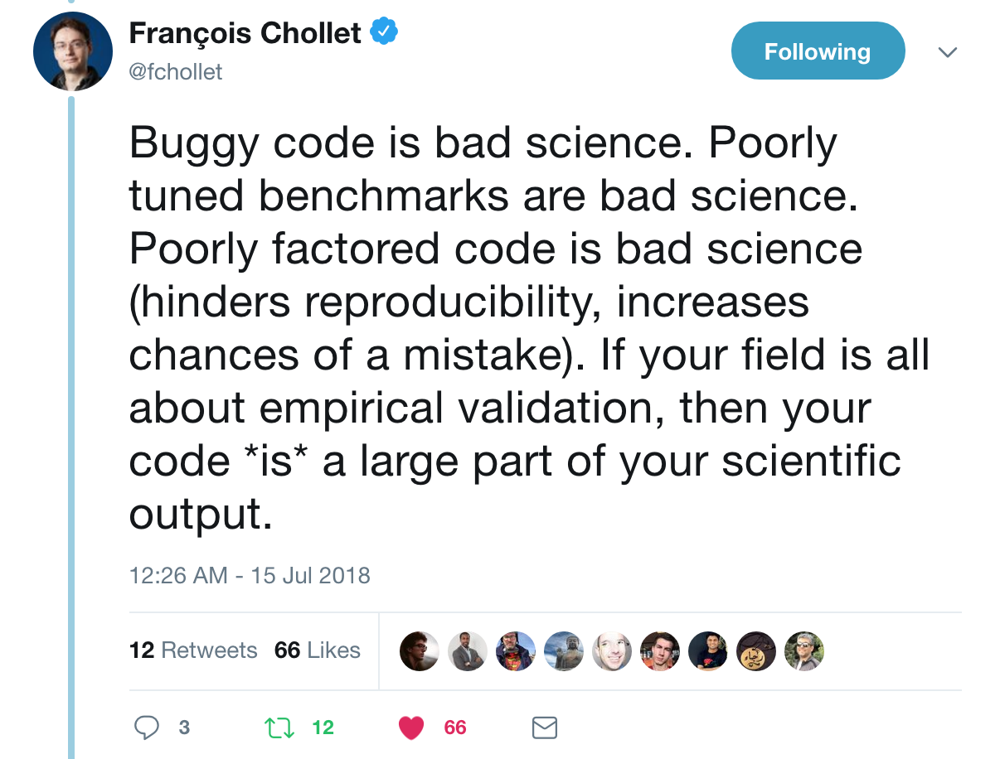 François Chollet
@fchollet
Following
Buggy code is bad science. Poorly
tuned benchmarks are bad science.
Poorly factored code is bad science
(hinders reproducibility, increases
chances of a mistake). If your field is all
about empirical validation, then your
code *is* a large part of your scientific
output.
12:26 AM - 15 Jul 2018
12 Retweets 66 Likes
3 12 66